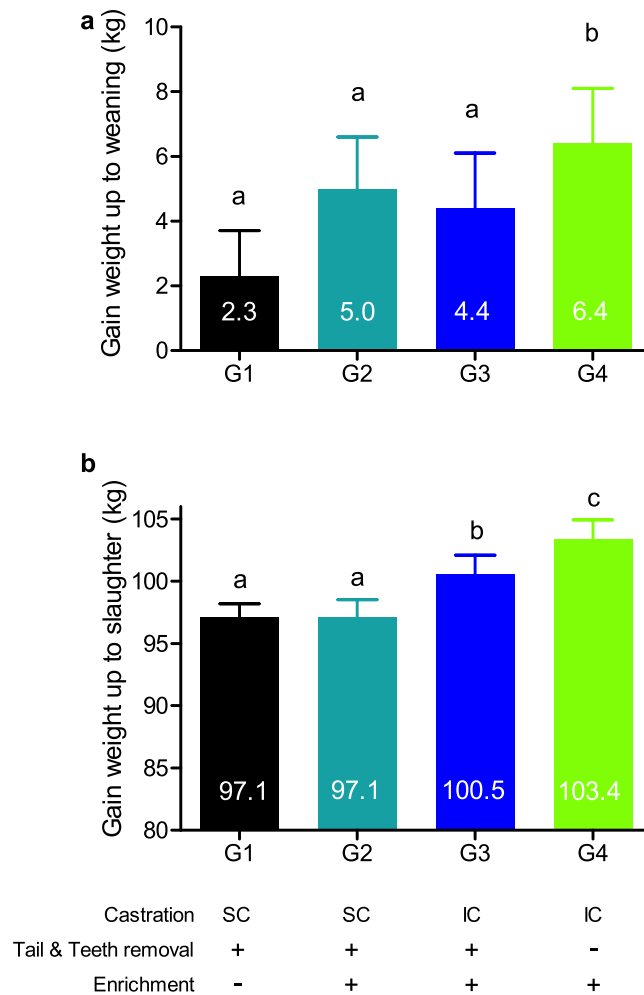 a
Gain weight up to weaning (kg)
10
8
6
4
2
0
a
a
a
b
2.3
5.0
4.4
6.4
G1
G2
G3
G4
b
Gain weight up to slaughter (kg)
105
100
95
90
85
80
a
a
b
c
97.1
97.1
100.5
103.4
G1
G2
G3
G4
Castration SC SC IC IC
Tail & Teeth removal + + + -
Enrichment - + + +